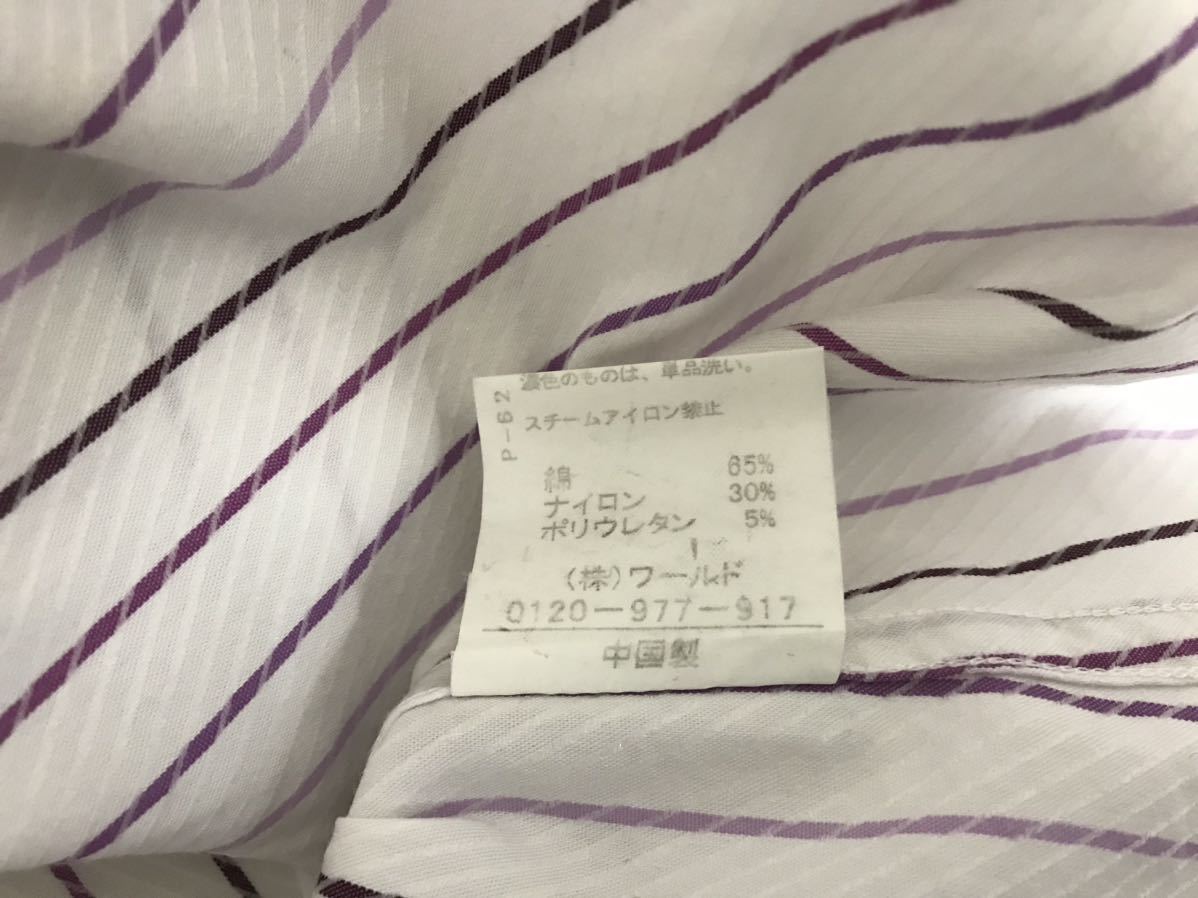 P-62
濃色のものは、単品洗い。
スチームアイロン禁止
綿 65%
ナイロン 30%
ポリウレタン 5%
(株)ワールド
0120-977-917
中国製